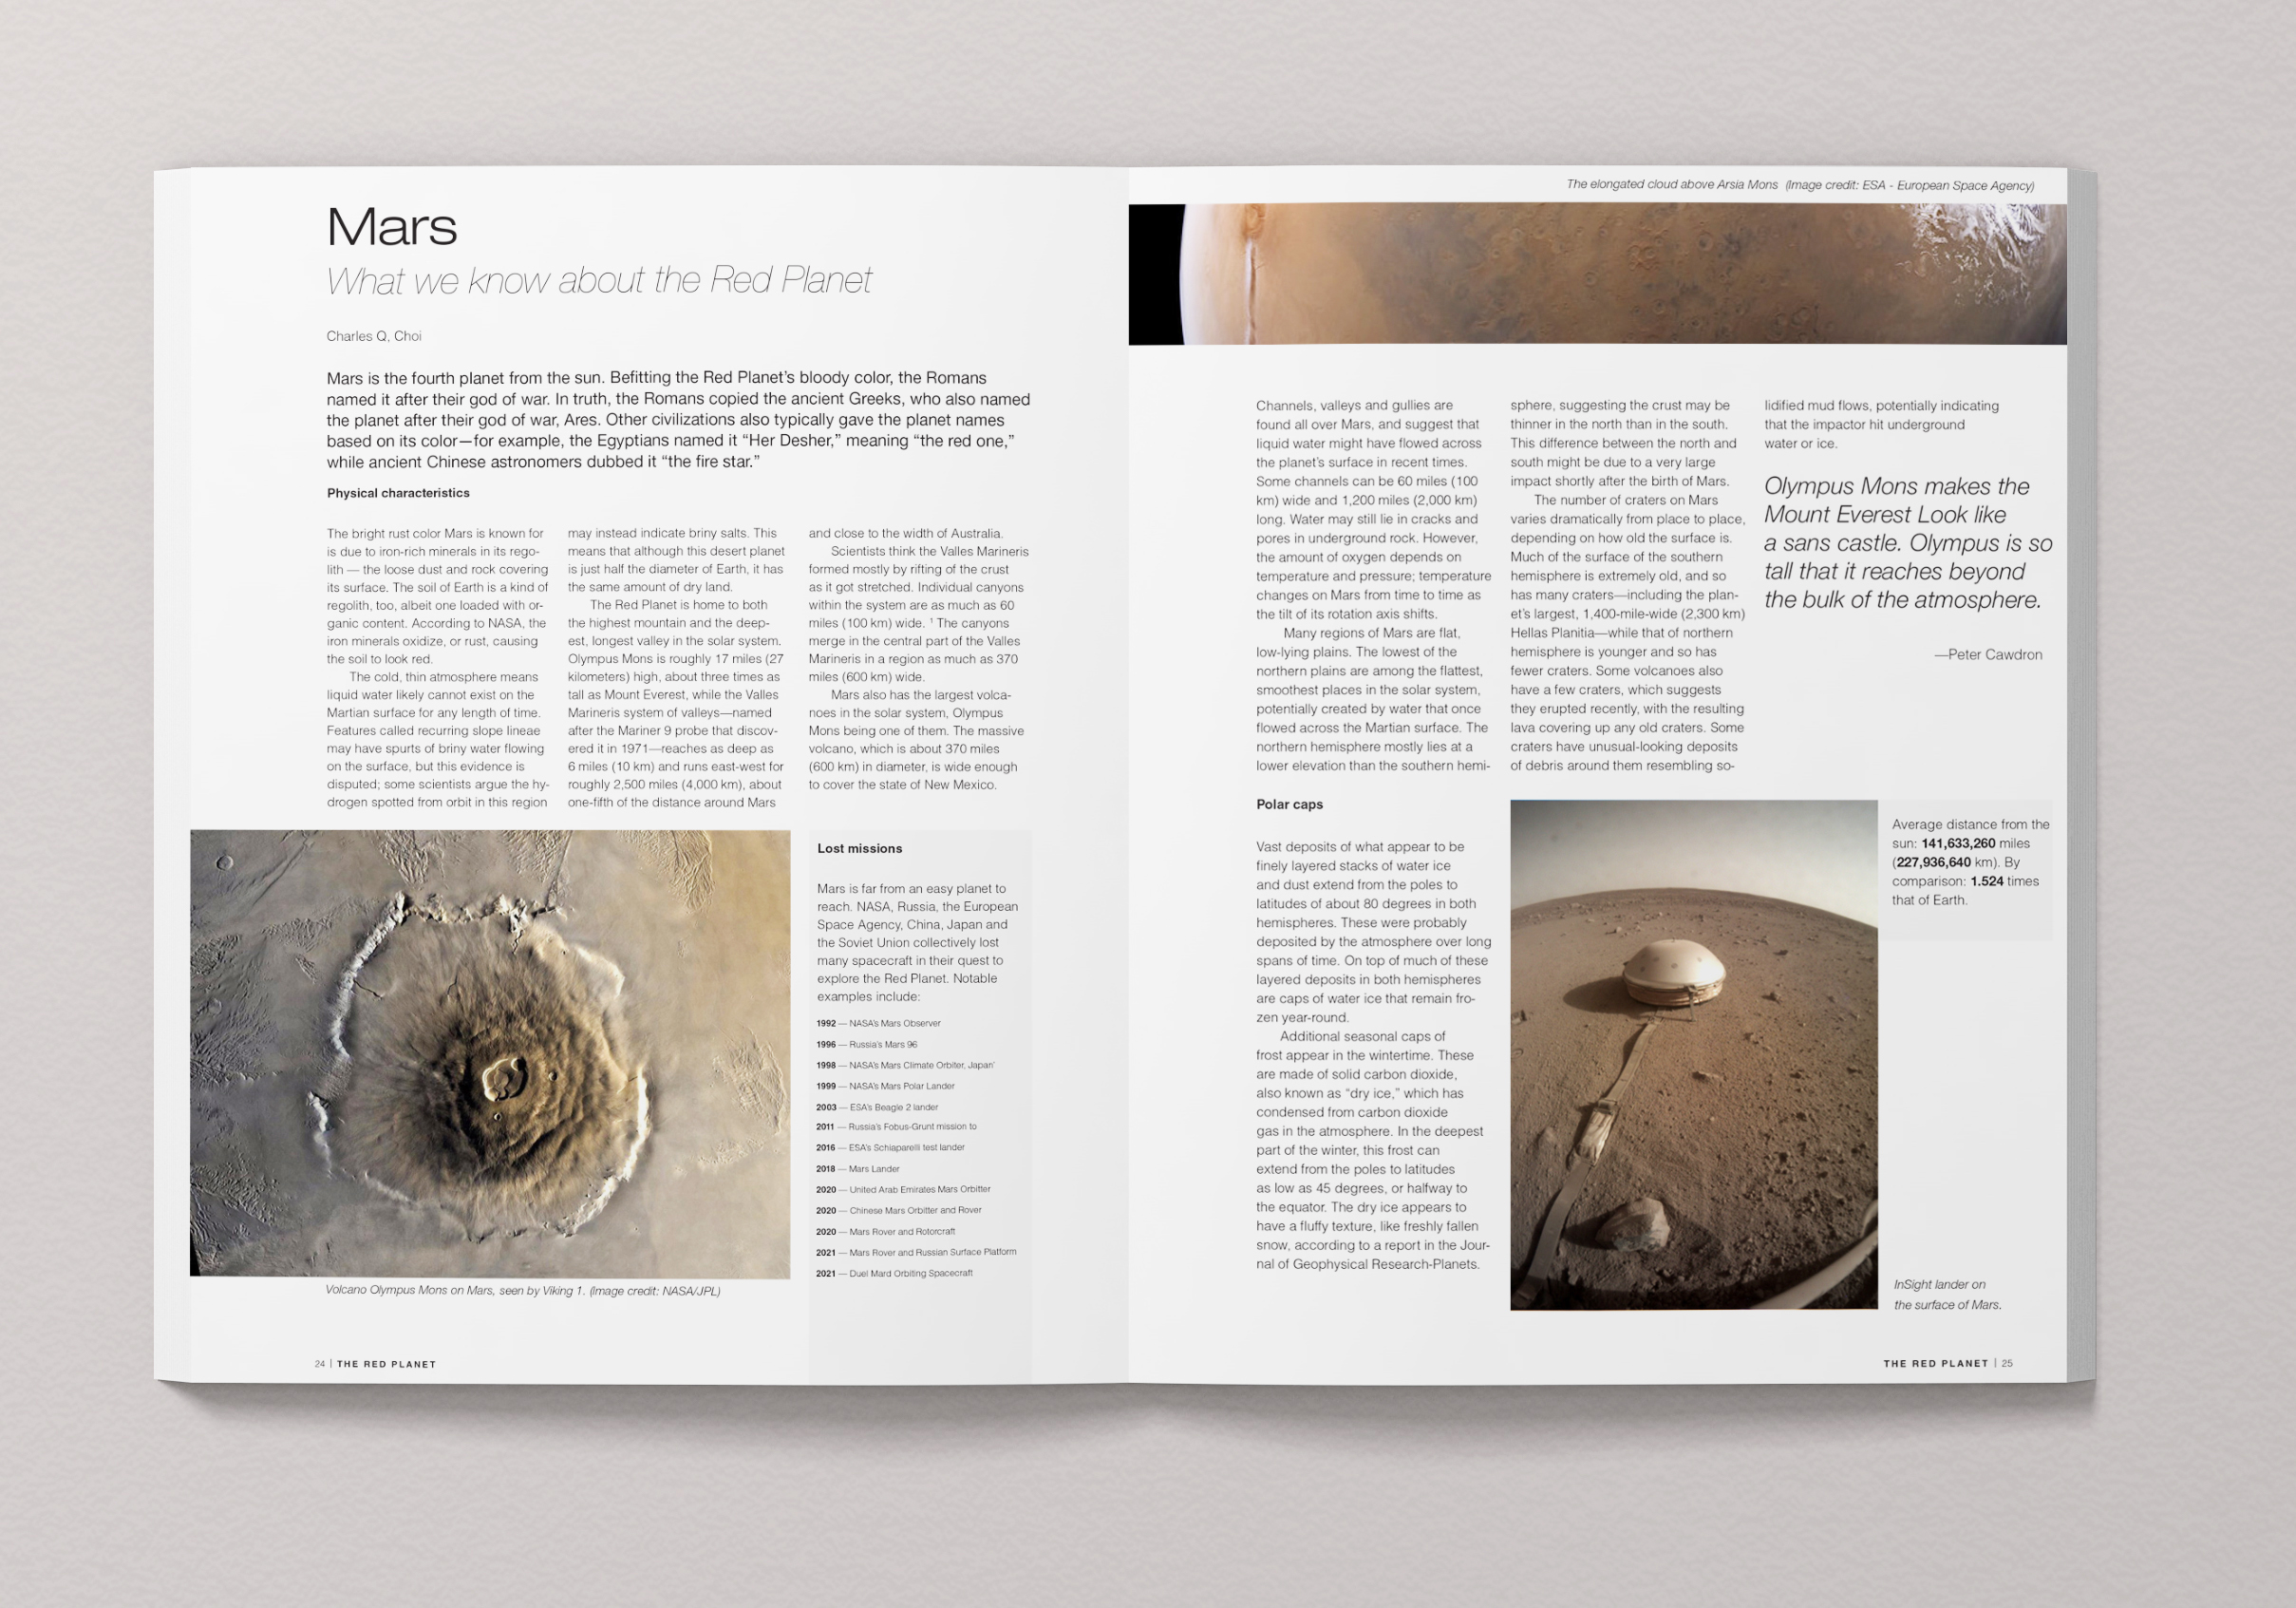 Mars
What we know about the Red Planet
Charles Q, Choi
Mars is the fourth planet from the sun. Befitting the Red Planet’s bloody color, the Romans
named it after their god of war. In truth, the Romans copied the ancient Greeks, who also named
the planet after their god of war, Ares. Other civilizations also typically gave the planet names
based on its color—for example, the Egyptians named it “Her Desher,” meaning “the red one,”
while ancient Chinese astronomers dubbed it “the fire star.”
Physical characteristics
The bright rust color Mars is known for
is due to iron-rich minerals in its rego-
lith — the loose dust and rock covering
its surface. The soil of Earth is a kind of
regolith, too, albeit one loaded with or-
ganic content. According to NASA, the
iron minerals oxidize, or rust, causing
the soil to look red.
The cold, thin atmosphere means
liquid water likely cannot exist on the
Martian surface for any length of time.
Features called recurring slope lineae
may have spurts of briny water flowing
on the surface, but this evidence is
disputed; some scientists argue the hy-
drogen spotted from orbit in this region
may instead indicate briny salts. This
means that although this desert planet
is just half the diameter of Earth, it has
the same amount of dry land.
The Red Planet is home to both
the highest mountain and the deep-
est, longest valley in the solar system.
Olympus Mons is roughly 17 miles (27
kilometers) high, about three times as
tall as Mount Everest, while the Valles
Marineris system of valleys—named
after the Mariner 9 probe that discov-
ered it in 1971—reaches as deep as
6 miles (10 km) and runs east-west for
roughly 2,500 miles (4,000 km), about
one-fifth of the distance around Mars
and close to the width of Australia.
Scientists think the Valles Marineris
formed mostly by rifting of the crust
as it got stretched. Individual canyons
within the system are as much as 60
miles (100 km) wide. ¹ The canyons
merge in the central part of the Valles
Marineris in a region as much as 370
miles (600 km) wide.
Mars also has the largest volca-
noes in the solar system, Olympus
Mons being one of them. The massive
volcano, which is about 370 miles
(600 km) in diameter, is wide enough
to cover the state of New Mexico.
Volcano Olympus Mons on Mars, seen by Viking 1. (Image credit: NASA/JPL)
Lost missions
Mars is far from an easy planet to
reach. NASA, Russia, the European
Space Agency, China, Japan and
the Soviet Union collectively lost
many spacecraft in their quest to
explore the Red Planet. Notable
examples include:
1992 — NASA’s Mars Observer
1996 — Russia’s Mars 96
1998 — NASA’s Mars Climate Orbiter, Japan’
1999 — NASA’s Mars Polar Lander
2003 — ESA’s Beagle 2 lander
2011 — Russia’s Fobus-Grunt mission to
2016 — ESA’s Schiaparelli test lander
2018 — Mars Lander
2020 — United Arab Emirates Mars Orbitter
2020 — Chinese Mars Orbitter and Rover
2020 — Mars Rover and Rotorcraft
2021 — Mars Rover and Russian Surface Platform
2021 — Duel Mard Orbiting Spacecraft
24 | THE RED PLANET
The elongated cloud above Arsia Mons (Image credit: ESA - European Space Agency)
Channels, valleys and gullies are
found all over Mars, and suggest that
liquid water might have flowed across
the planet’s surface in recent times.
Some channels can be 60 miles (100
km) wide and 1,200 miles (2,000 km)
long. Water may still lie in cracks and
pores in underground rock. However,
the amount of oxygen depends on
temperature and pressure; temperature
changes on Mars from time to time as
the tilt of its rotation axis shifts.
Many regions of Mars are flat,
low-lying plains. The lowest of the
northern plains are among the flattest,
smoothest places in the solar system,
potentially created by water that once
flowed across the Martian surface. The
northern hemisphere mostly lies at a
lower elevation than the southern hemi-
sphere, suggesting the crust may be
thinner in the north than in the south.
This difference between the north and
south might be due to a very large
impact shortly after the birth of Mars.
The number of craters on Mars
varies dramatically from place to place,
depending on how old the surface is.
Much of the surface of the southern
hemisphere is extremely old, and so
has many craters—including the plan-
et’s largest, 1,400-mile-wide (2,300 km)
Hellas Planitia—while that of northern
hemisphere is younger and so has
fewer craters. Some volcanoes also
have a few craters, which suggests
they erupted recently, with the resulting
lava covering up any old craters. Some
craters have unusual-looking deposits
of debris around them resembling so-
lidified mud flows, potentially indicating
that the impactor hit underground
water or ice.
Olympus Mons makes the
Mount Everest Look like
a sans castle. Olympus is so
tall that it reaches beyond
the bulk of the atmosphere.
—Peter Cawdron
Polar caps
Vast deposits of what appear to be
finely layered stacks of water ice
and dust extend from the poles to
latitudes of about 80 degrees in both
hemispheres. These were probably
deposited by the atmosphere over long
spans of time. On top of much of these
layered deposits in both hemispheres
are caps of water ice that remain fro-
zen year-round.
Additional seasonal caps of
frost appear in the wintertime. These
are made of solid carbon dioxide,
also known as “dry ice,” which has
condensed from carbon dioxide
gas in the atmosphere. In the deepest
part of the winter, this frost can
extend from the poles to latitudes
as low as 45 degrees, or halfway to
the equator. The dry ice appears to
have a fluffy texture, like freshly fallen
snow, according to a report in the Jour-
nal of Geophysical Research-Planets.
Average distance from the
sun: 141,633,260 miles
(227,936,640 km). By
comparison: 1.524 times
that of Earth.
InSight lander on
the surface of Mars.
THE RED PLANET | 25